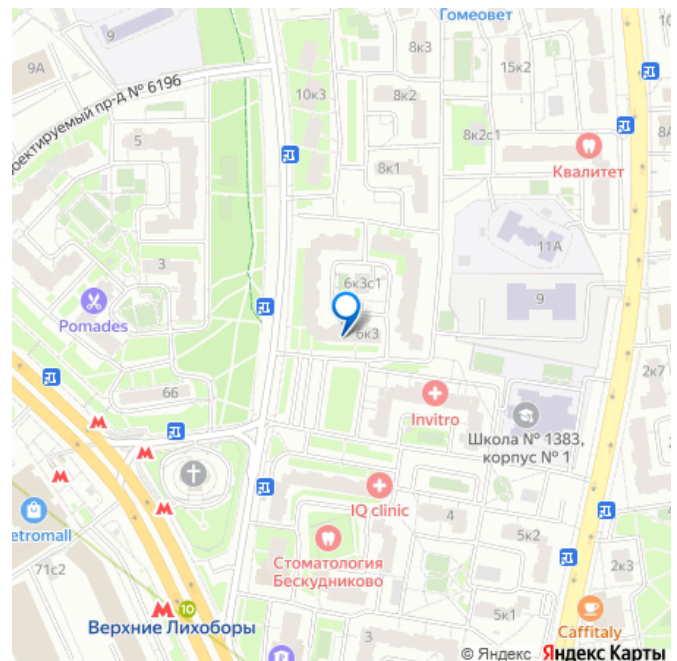 Гомеовет
9
8к3
9А
15к2
Проектируемый пр-д № 6196
10к3
8к2
5
8к2с1
8А
8к1
Квалитет
11А
3
6к3с1
9
Pomades
6к3
2к7
66
Invitro
Школа № 1383,
корпус № 1
IQ clinic
etromall
4
5к2
Стоматология
Бескудниково
71с2
2к3
10
5к1
Верхние Лихоборы
3
Caffitaly
© Яндекс Яндекс Карты